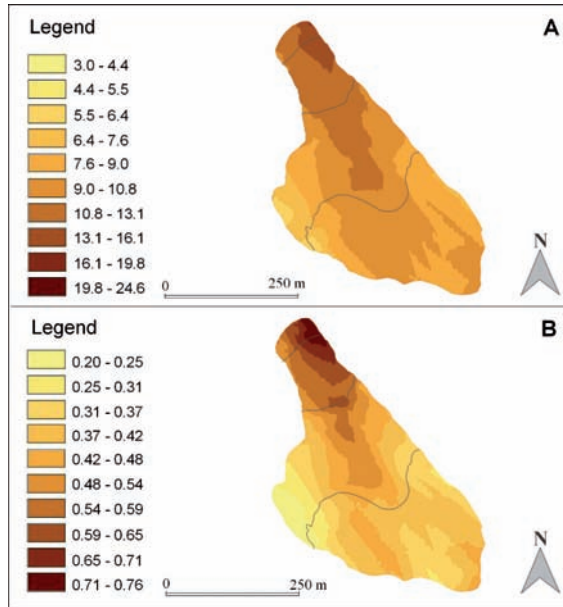 Legend
A
3.0 - 4.4
4.4 - 5.5
5.5 - 6.4
6.4 - 7.6
7.6 - 9.0
9.0 - 10.8
10.8 - 13.1
13.1 - 16.1
16.1 - 19.8
19.8 - 24.6
N
0 250 m
Legend
B
0.20 - 0.25
0.25 - 0.31
0.31 - 0.37
0.37 - 0.42
0.42 - 0.48
0.48 - 0.54
0.54 - 0.59
0.59 - 0.65
0.65 - 0.71
0.71 - 0.76
N
0 250 m